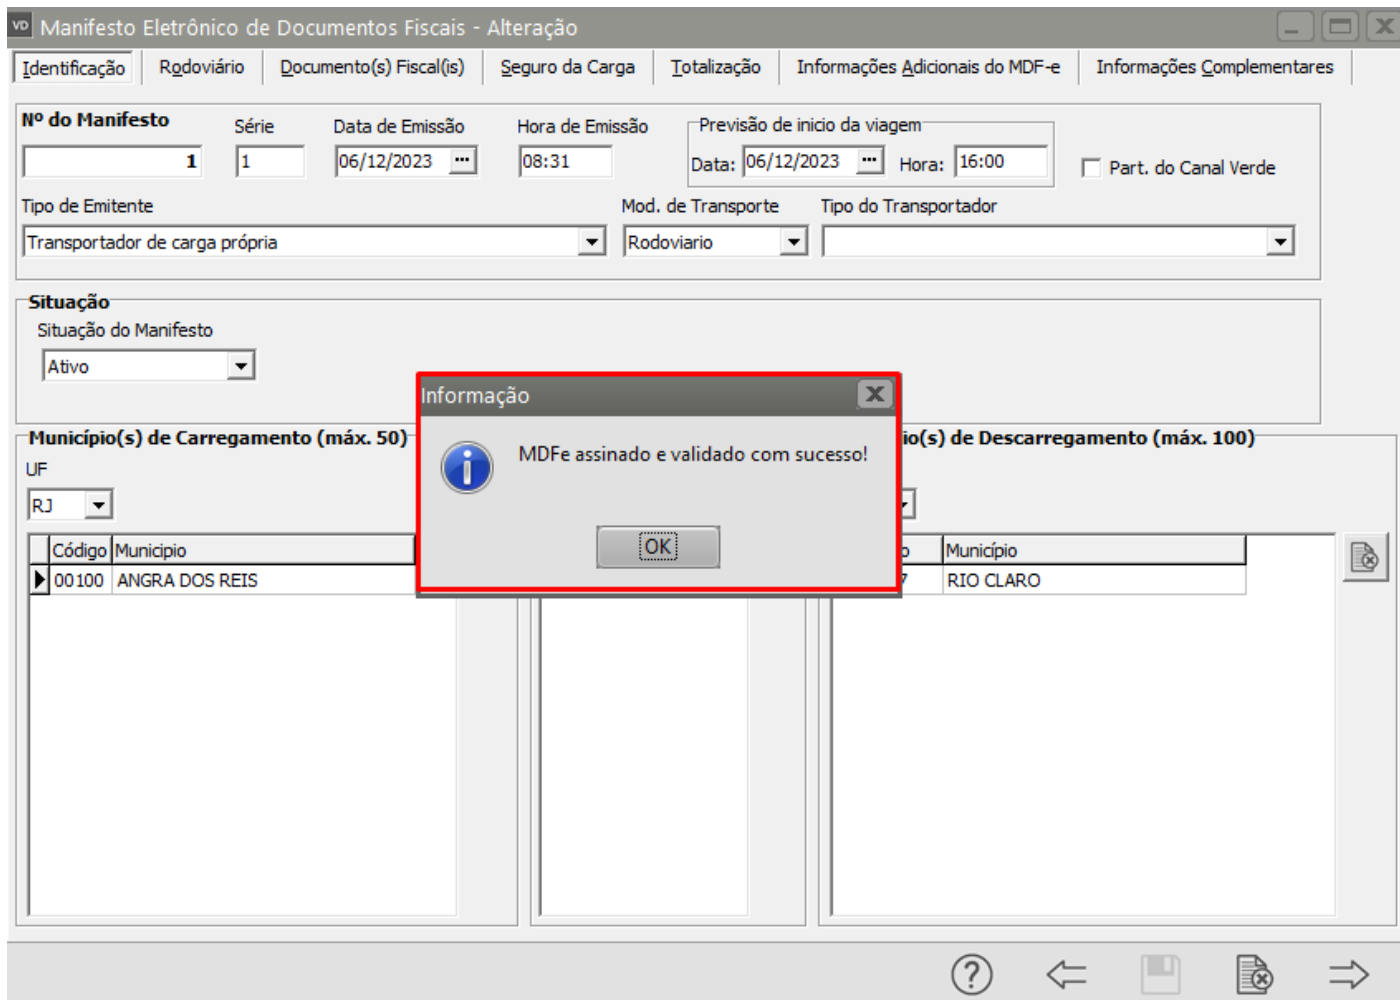 VD Manifesto Eletrônico de Documentos Fiscais - Alteração
Identificação Rodoviário Documento(s) Fiscal(is) Seguro da Carga Totalização Informações Adicionais do MDF-e Informações Complementares
Nº do Manifesto Série Data de Emissão Hora de Emissão Previsão de inicio da viagem
1 1 06/12/2023 ... 08:31 Data: 06/12/2023 ... Hora: 16:00 Part. do Canal Verde
Tipo de Emitente Mod. de Transporte Tipo do Transportador
Transportador de carga própria Rodoviario
Situação
Situação do Manifesto
Ativo
Informação
MDFe assinado e validado com sucesso!
OK
Município(s) de Carregamento (máx. 50) io(s) de Descarregamento (máx. 100)
UF
RJ
Código Municipio o Município
00100 ANGRA DOS REIS 7 RIO CLARO